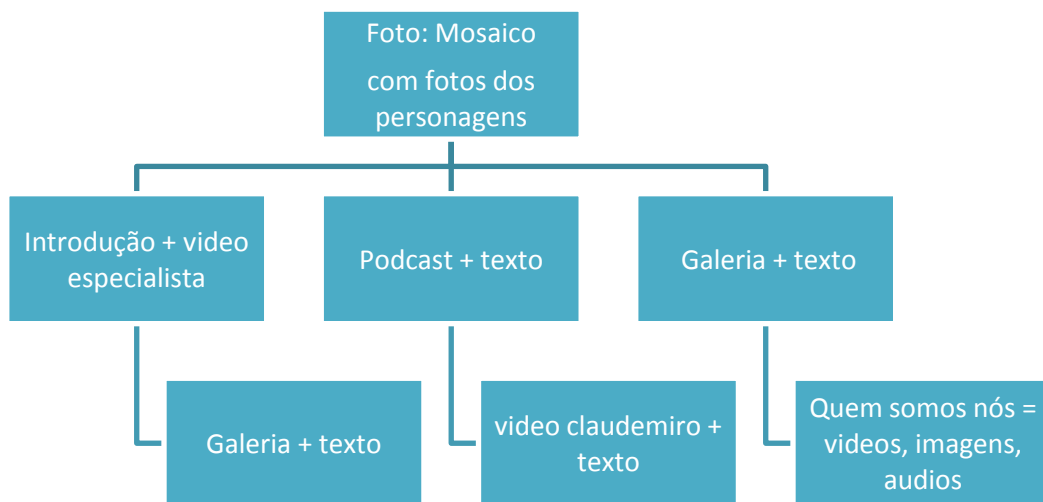 Foto: Mosaico
com fotos dos
personagens
Introdução + video
especialista
Podcast + texto
Galeria + texto
Galeria + texto
video claudemiro +
texto
Quem somos nós =
videos, imagens,
audios